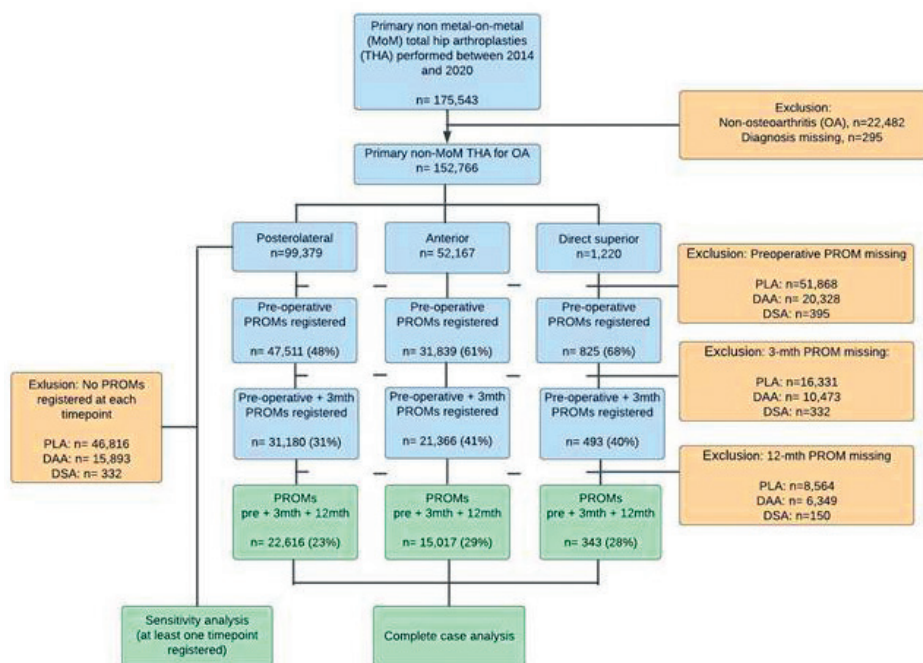 Primary non metal-on-metal
(MoM) total hip arthroplasties
(THA) performed between 2014
and 2020
n= 175,543
Exclusion:
Non-osteoarthritis (OA), n=22,482
Diagnosis missing, n=295
Primary non-MoM THA for OA
n= 152,766
Posterolateral
n=99,379
Anterior
n= 52,167
Direct superior
n=1,220
Exclusion: Preoperative PROM missing
PLA: n=51,868
DAA: n= 20,328
DSA: n=395
Pre-operative
PROMs registered
n= 47,511 (48%)
Pre-operative
PROMs registered
n= 31,839 (61%)
Pre-operative
PROMs registered
n= 825 (68%)
Exclusion: 3-mth PROM missing:
PLA: n=16,331
DAA: n= 10,473
DSA: n=332
Exlusion: No PROMs
registered at each
timepoint
PLA: n= 46,816
DAA: n= 15,893
DSA: n= 332
Pre-operative + 3mth
PROMs registered
n= 31,180 (31%)
Pre-operative + 3mth
PROMs registered
n= 21,366 (41%)
Pre-operative + 3mth
PROMs registered
n= 493 (40%)
Exclusion: 12-mth PROM missing
PLA: n=8,564
DAA: n= 6,349
DSA: n=150
PROMs
pre + 3mth + 12mth
n= 22,616 (23%)
PROMs
pre + 3mth + 12mth
n= 15,017 (29%)
PROMs
pre + 3mth + 12mth
n= 343 (28%)
Sensitivity analysis
(at least one timepoint
registered)
Complete case analysis